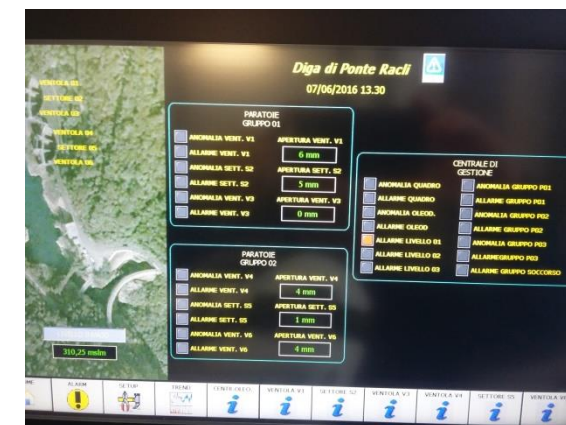 Diga di Ponte Racli
07/06/2016 13.30
VENTOLA 01
SETTORE 02
VENTOLA 03
VENTOLA 04
SETTORE 05
VENTOLA 06
310,25 mslm
PARATOIE
GRUPPO 01
ANOMALIA VENT. V1 APERTURA VENT. V1
ALLARME VENT. V1 6 mm
ANOMALIA SETT. S2 APERTURA SETT. S2
ALLARME SETT. S2 5 mm
ANOMALIA VENT. V3 APERTURA VENT. V3
ALLARME VENT. V3 0 mm
PARATOIE
GRUPPO 02
ANOMALIA VENT. V4 APERTURA VENT. V4
ALLARME VENT. V4 4 mm
ANOMALIA SETT. S5 APERTURA SETT. S5
ALLARME SETT. S5 1 mm
ANOMALIA VENT. V6 APERTURA VENT. V6
ALLARME VENT. V6 4 mm
CENTRALE DI
GESTIONE
ANOMALIA QUADRO ANOMALIA GRUPPO P01
ALLARME QUADRO ALLARME GRUPPO P01
ANOMALIA OLEOD. ANOMALIA GRUPPO P02
ALLARME OLEOD ALLARME GRUPPO P02
ALLARME LIVELLO 01 ANOMALIA GRUPPO P03
ALLARME LIVELLO 02 ALLARMEGRUPPO P03
ALLARME LIVELLO 03 ALLARME GRUPPO SOCCORSO
ALARM SETUP TREND VENTOLA V1 SETTORE S2 VENTOLA V3 VENTOLA V4 SETTORE S5 VENTOLA